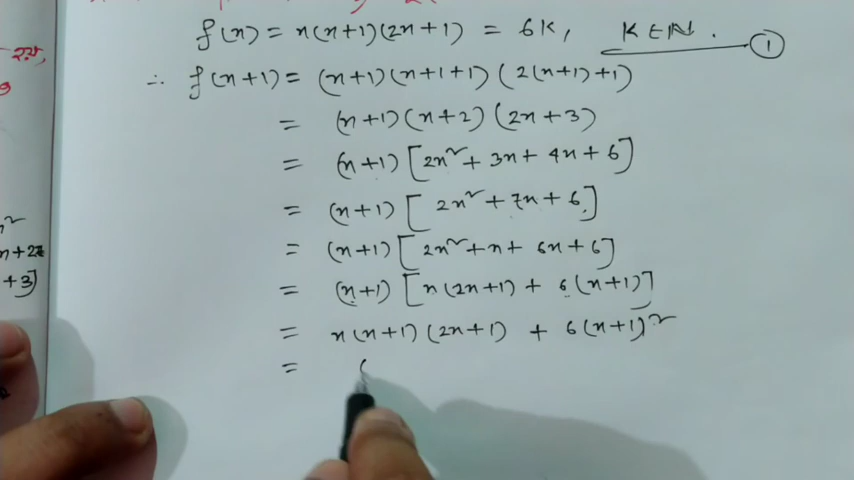 f(n) = n(n+1)(2n+1) = 6K, K∈ℕ. ①
∴ f(n+1) = (n+1)(n+1+1)(2(n+1)+1)
= (n+1)(n+2)(2n+3)
= (n+1)[2n²+3n+4n+6]
= (n+1)[2n²+7n+6]
= (n+1)[2n²+n+6n+6]
= (n+1)[n(2n+1)+6(n+1)]
= n(n+1)(2n+1) + 6(n+1)²
=
+3)